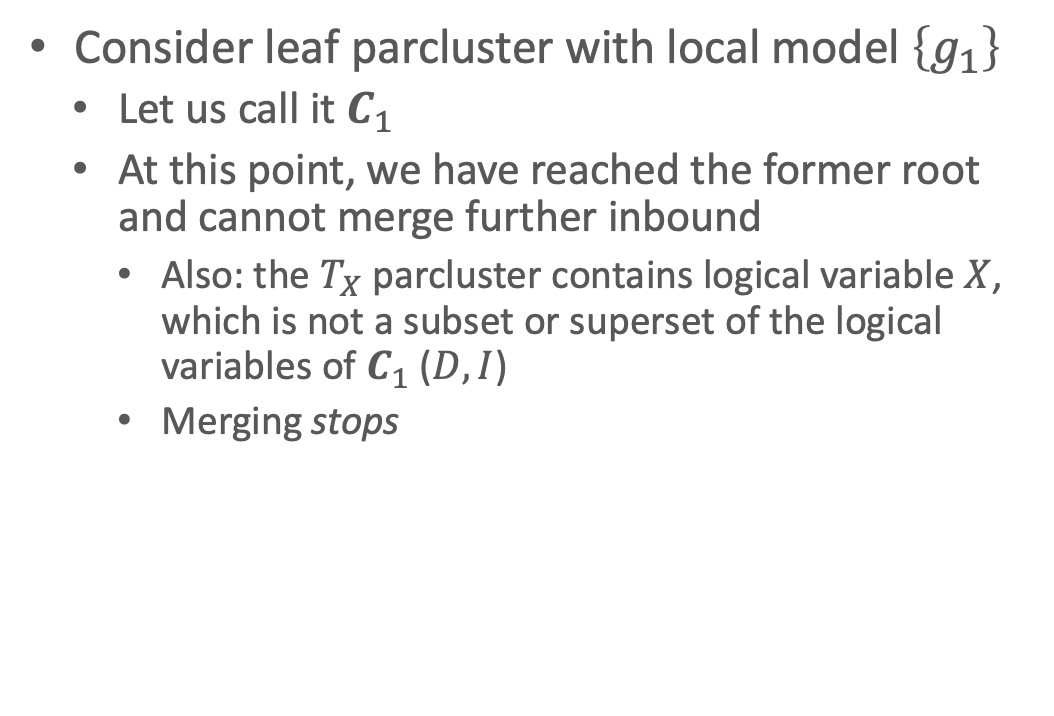 • Consider leaf parcluster with local model {g₁}
• Let us call it C₁
• At this point, we have reached the former root
and cannot merge further inbound
• Also: the T_X parcluster contains logical variable X,
which is not a subset or superset of the logical
variables of C₁ (D, I)
• Merging stops